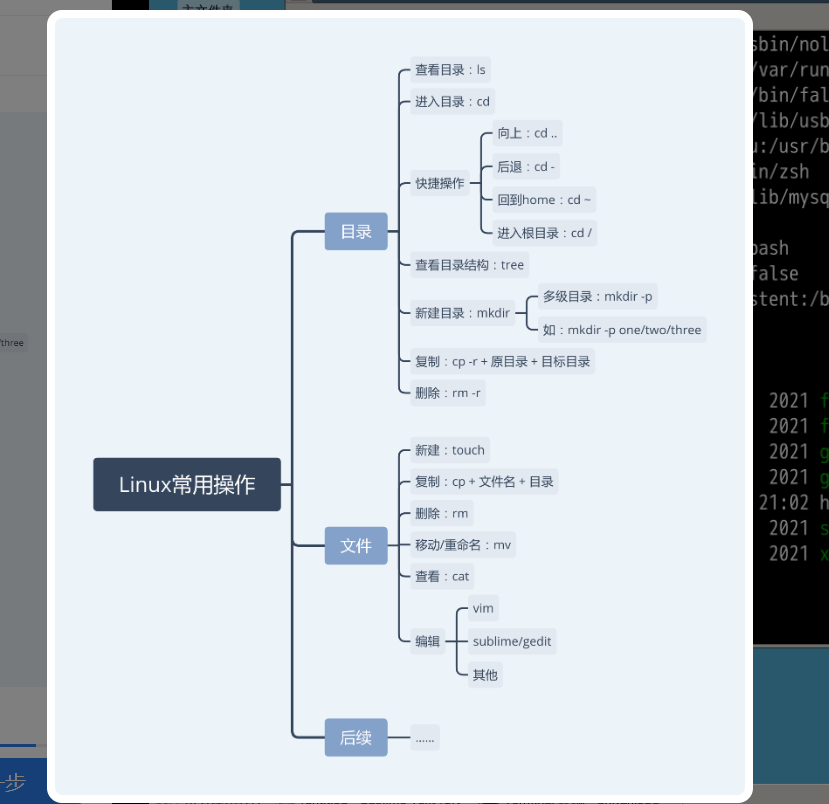 主文件夹
查看目录：ls
进入目录：cd
快捷操作
向上：cd ..
后退：cd -
回到home：cd ~
进入根目录：cd /
目录
查看目录结构：tree
新建目录：mkdir
多级目录：mkdir -p
如：mkdir -p one/two/three
复制：cp -r + 原目录 + 目标目录
删除：rm -r
Linux常用操作
文件
新建：touch
复制：cp + 文件名 + 目录
删除：rm
移动/重命名：mv
查看：cat
编辑
vim
sublime/gedit
其他
后续
......
/three
步
sbin/nol
/var/run
/bin/fal
/lib/usb
u:/usr/b
in/zsh
lib/mysq
bash
false
stent:/b
2021 f
2021 f
2021 g
2021 g
21:02 h
2021 s
2021 x